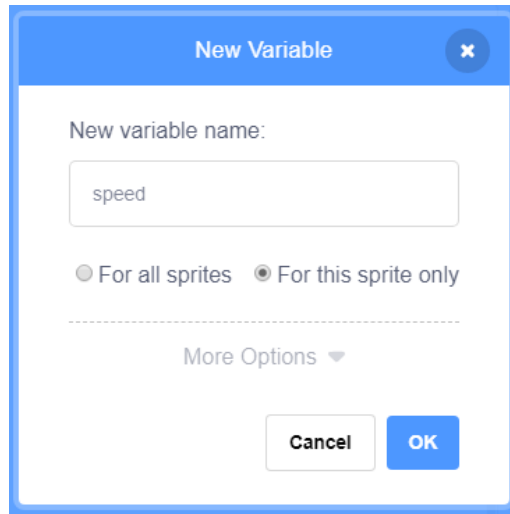 New Variable
New variable name:
speed
For all sprites For this sprite only
More Options
Cancel OK